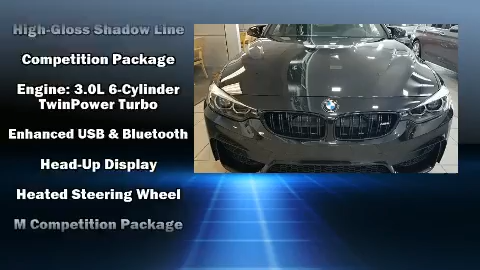 High-Gloss Shadow Line
Competition Package
Engine: 3.0L 6-Cylinder
TwinPower Turbo
Enhanced USB & Bluetooth
Head-Up Display
Heated Steering Wheel
M Competition Package